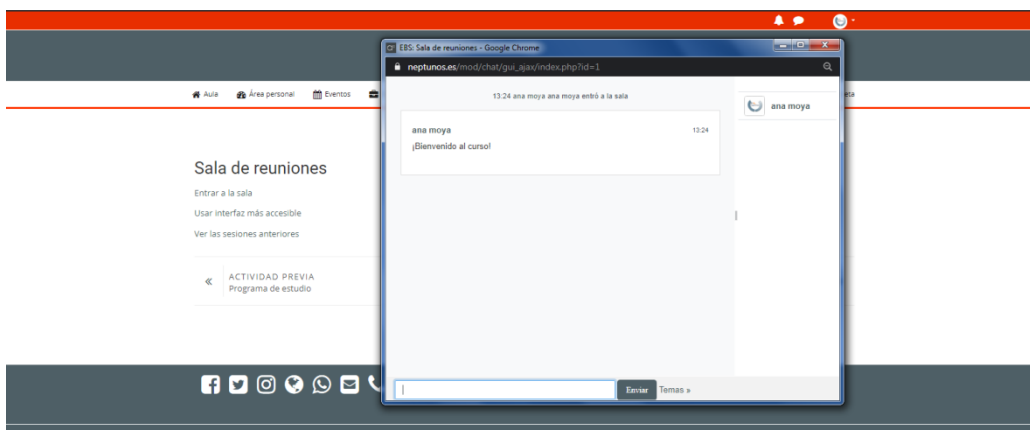 EBS: Sala de reuniones - Google Chrome
neptunos.es/mod/chat/gui_ajax/index.php?id=1
Aula Área personal Eventos
13:24 ana moya ana moya entró a la sala
ana moya
ana moya 13:24
¡Bienvenido al curso!
Sala de reuniones
Entrar a la sala
Usar interfaz más accesible
Ver las sesiones anteriores
« ACTIVIDAD PREVIA
Programa de estudio
Enviar Temas »